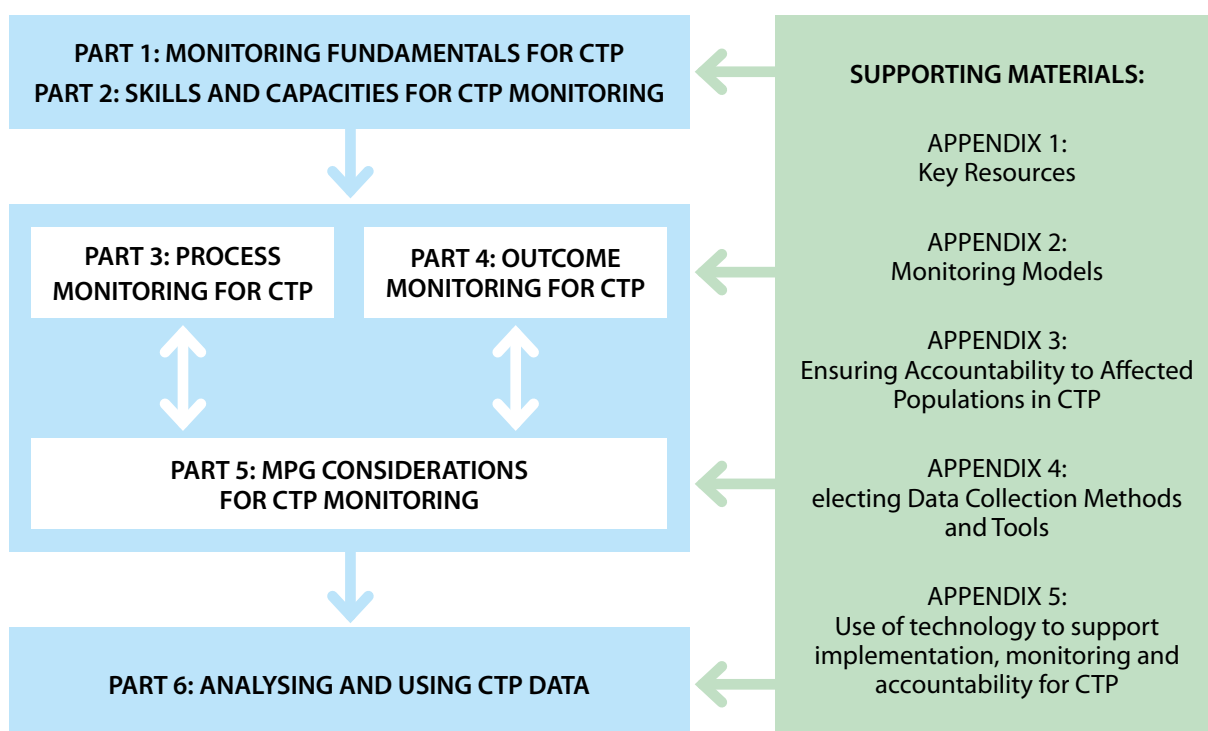 PART 1: MONITORING FUNDAMENTALS FOR CTP
PART 2: SKILLS AND CAPACITIES FOR CTP MONITORING
PART 3: PROCESS
MONITORING FOR CTP
PART 4: OUTCOME
MONITORING FOR CTP
PART 5: MPG CONSIDERATIONS
FOR CTP MONITORING
PART 6: ANALYSING AND USING CTP DATA
SUPPORTING MATERIALS:
APPENDIX 1:
Key Resources
APPENDIX 2:
Monitoring Models
APPENDIX 3:
Ensuring Accountability to Affected
Populations in CTP
APPENDIX 4:
electing Data Collection Methods
and Tools
APPENDIX 5:
Use of technology to support
implementation, monitoring and
accountability for CTP